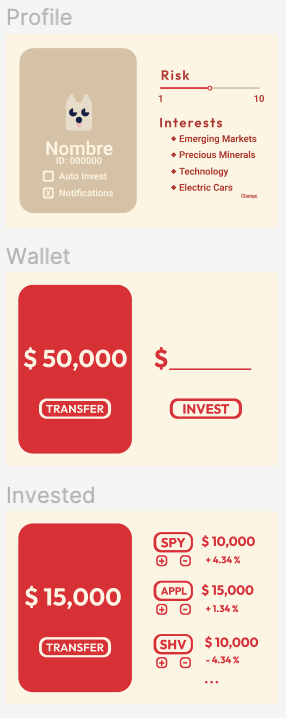 Profile
Nombre
ID: 000000
Auto Invest
x Notifications
Risk
1 10
Interests
◆ Emerging Markets
◆ Precious Minerals
◆ Technology
◆ Electric Cars
Change
Wallet
$ 50,000
TRANSFER
$
INVEST
Invested
$ 15,000
TRANSFER
SPY $ 10,000
+ - + 4.34 %
APPL $ 15,000
+ - + 1.34 %
SHV $ 10,000
+ - - 4.34 %
...